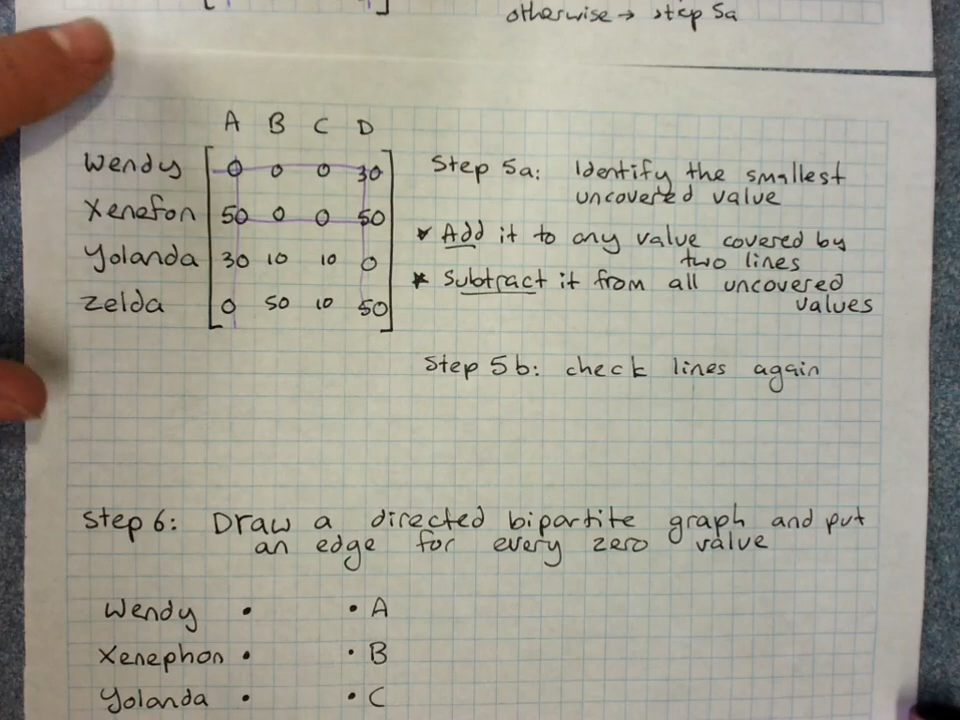 otherwise → step 5a
A B C D
Wendy 0 0 0 30
Xenefon 50 0 0 50
Yolanda 30 10 10 0
Zelda 0 50 10 50
Step 5a: Identify the smallest
uncovered value
* Add it to any value covered by
two lines
* Subtract it from all uncovered
values
Step 5b: check lines again
Step 6: Draw a directed bipartite graph and put
an edge for every zero value
Wendy • • A
Xenephon • • B
Yolanda • • C